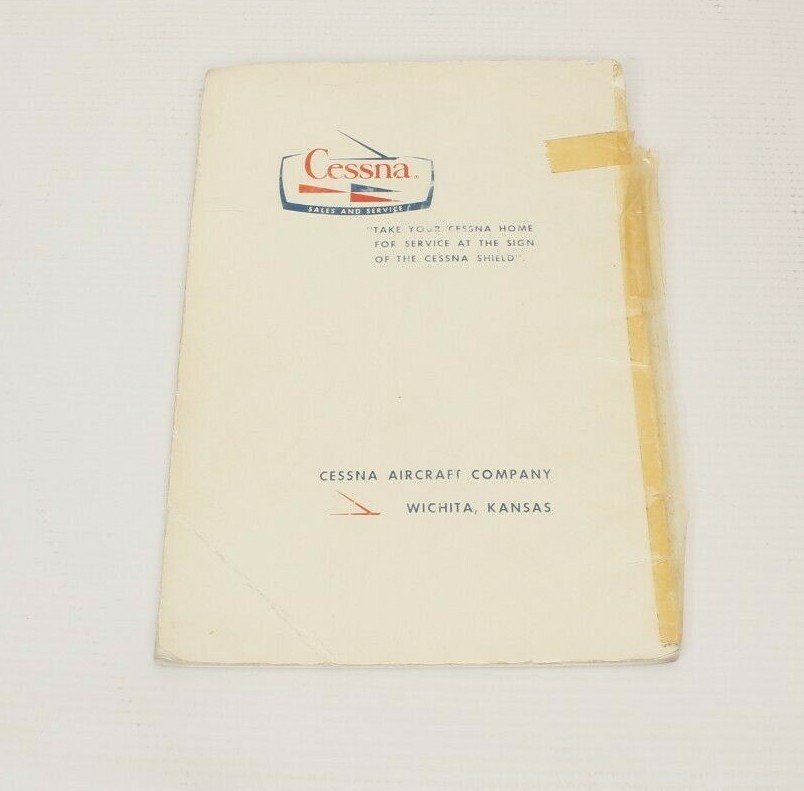 Cessna®
SALES AND SERVICE
"TAKE YOUR CESSNA HOME
FOR SERVICE AT THE SIGN
OF THE CESSNA SHIELD".
CESSNA AIRCRAFT COMPANY
WICHITA, KANSAS